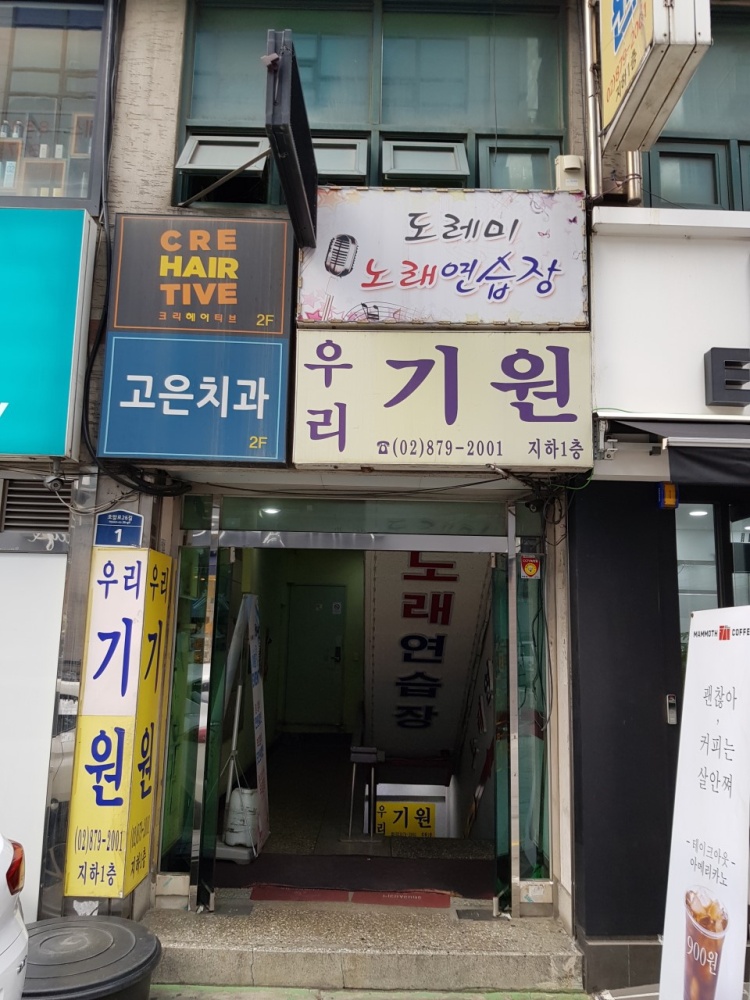 CRE
HAIR
TIVE
크리헤어티브 2F
고은치과
2F
도레미
노래연습장
우리
기원
☎(02)879-2001 지하1층
1
우리
기
원
(02)879-2001
지하1층
우리
기
원
지하1층
노래연습장
우리
기원
MAMMOTH COFFEE
괜찮아,
커피는
살안쪄
-테이크아웃-
아메리카노
900원